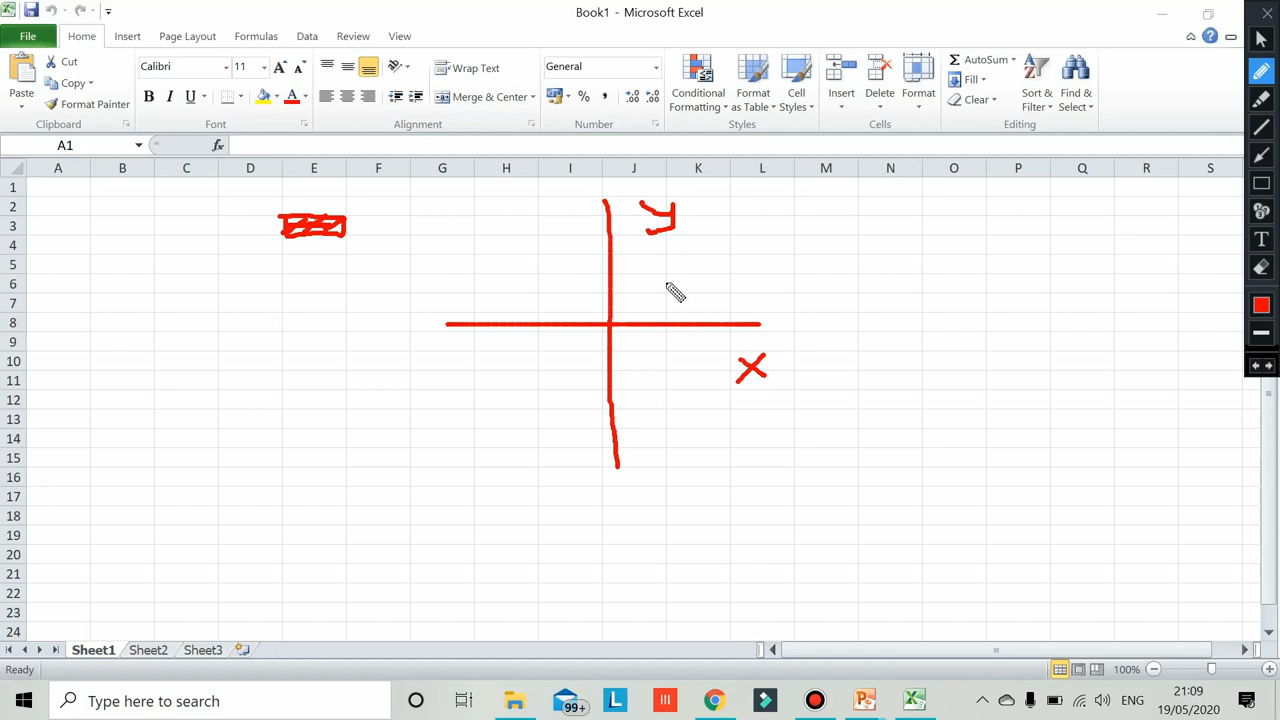 Book1 - Microsoft Excel
File Home Insert Page Layout Formulas Data Review View
Paste
Cut
Copy
Format Painter
Clipboard
Calibri 11
B I U
Font
Wrap Text
Merge & Center
Alignment
General
%
Number
Conditional Formatting
Format as Table
Cell Styles
Styles
Insert
Delete
Format
Cells
AutoSum
Fill
Clear
Sort & Filter
Find & Select
Editing
A1 fx
A B C D E F G H I J K L M N O P Q R S
1
2
y
3
4
5
6
7
8
9
10
x
11
12
13
14
15
16
17
18
19
20
21
22
23
24
T
Sheet1 Sheet2 Sheet3
Ready 100%
Type here to search
99+
L
ENG
21:09
19/05/2020